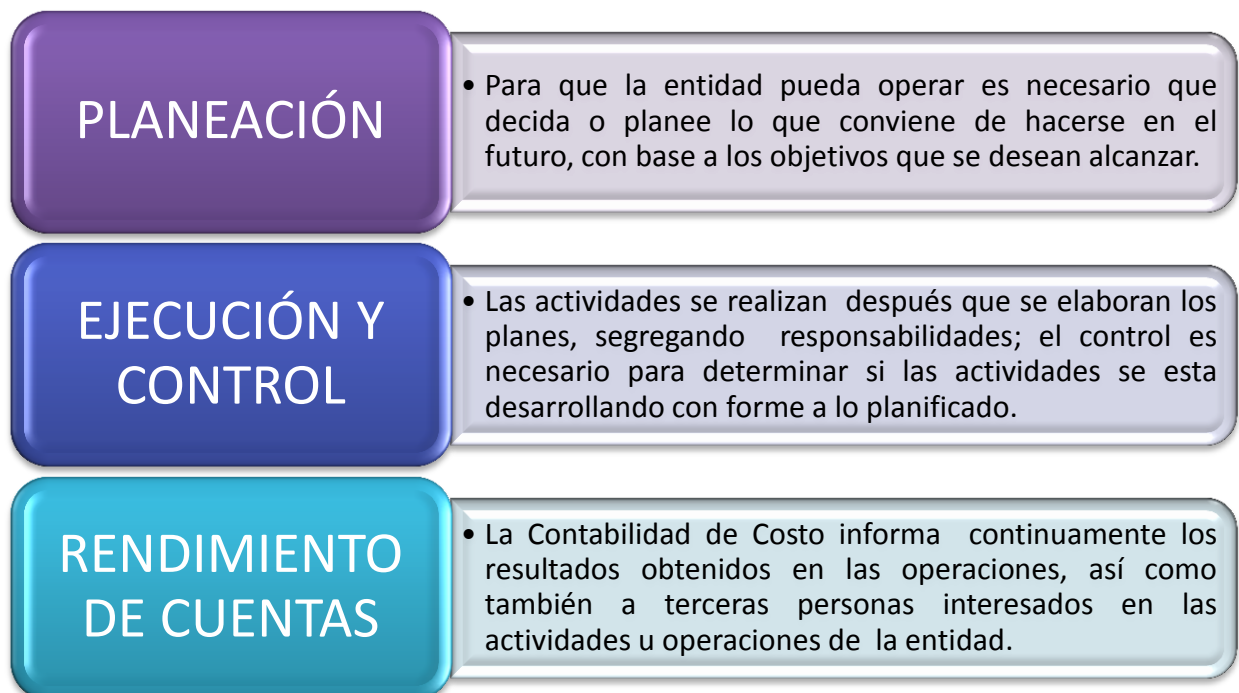 PLANEACIÓN
• Para que la entidad pueda operar es necesario que
decida o planee lo que conviene de hacerse en el
futuro, con base a los objetivos que se desean alcanzar.
EJECUCIÓN Y
CONTROL
• Las actividades se realizan después que se elaboran los
planes, segregando responsabilidades; el control es
necesario para determinar si las actividades se esta
desarrollando con forme a lo planificado.
RENDIMIENTO
DE CUENTAS
• La Contabilidad de Costo informa continuamente los
resultados obtenidos en las operaciones, así como
también a terceras personas interesados en las
actividades u operaciones de la entidad.